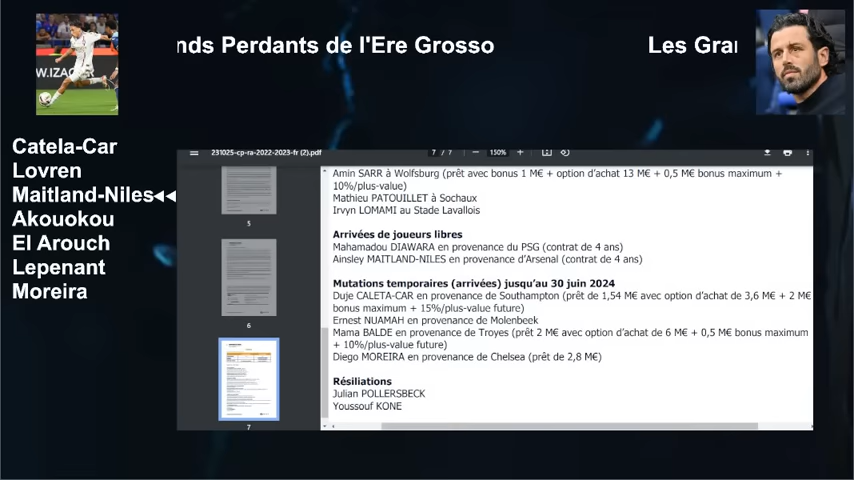 nds Perdants de l'Ere Grosso
Les Gra
W.IZAC
Catela-Car
Lovren
Maitland-Niles
Akouokou
El Arouch
Lepenant
Moreira
231025-cp-ra-2022-2023-fr (2).pdf
7 / 7
150%
5
6
7
Amin SARR à Wolfsburg (prêt avec bonus 1 M€ + option d'achat 13 M€ + 0,5 M€ bonus maximum +
10%/plus-value)
Mathieu PATOUILLET à Sochaux
Irvyn LOMAMI au Stade Lavallois
Arrivées de joueurs libres
Mahamadou DIAWARA en provenance du PSG (contrat de 4 ans)
Ainsley MAITLAND-NILES en provenance d'Arsenal (contrat de 4 ans)
Mutations temporaires (arrivées) jusqu'au 30 juin 2024
Duje CALETA-CAR en provenance de Southampton (prêt de 1,54 M€ avec option d'achat de 3,6 M€ + 2 M€
bonus maximum + 15%/plus-value future)
Ernest NUAMAH en provenance de Molenbeek
Mama BALDE en provenance de Troyes (prêt 2 M€ avec option d'achat de 6 M€ + 0,5 M€ bonus maximum
+ 10%/plus-value future)
Diego MOREIRA en provenance de Chelsea (prêt de 2,8 M€)
Résiliations
Julian POLLERSBECK
Youssouf KONE